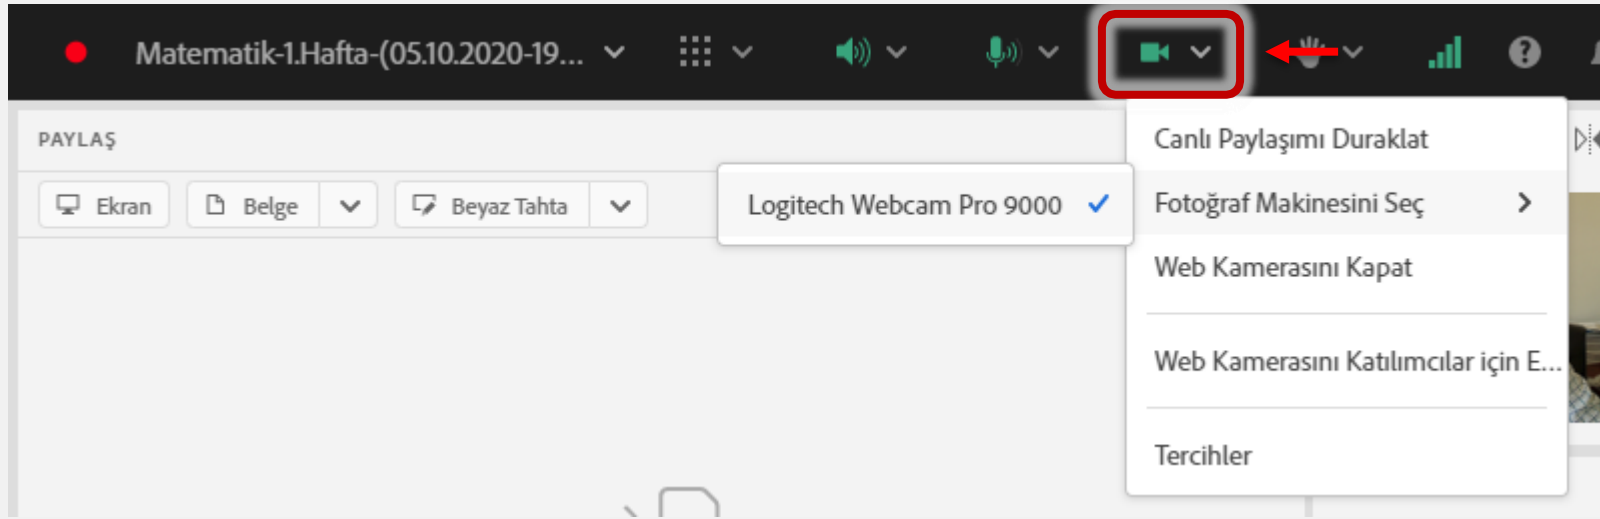 Matematik-1.Hafta-(05.10.2020-19...
PAYLAŞ
Ekran
Belge
Beyaz Tahta
Logitech Webcam Pro 9000
Canlı Paylaşımı Duraklat
Fotoğraf Makinesini Seç
Web Kamerasını Kapat
Web Kamerasını Katılımcılar için E...
Tercihler